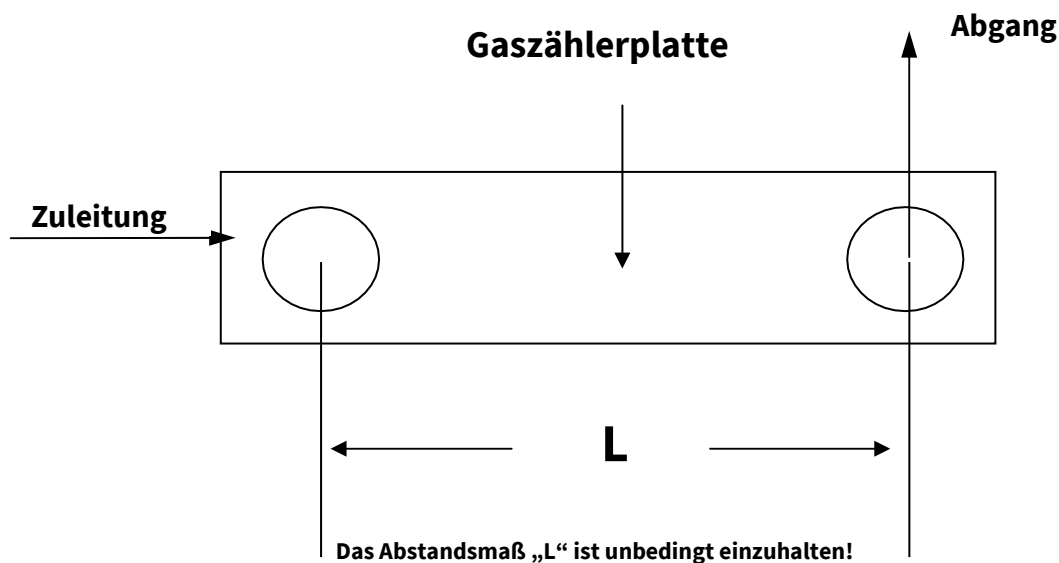 Abgang
Gaszählerplatte
Zuleitung
L
Das Abstandsmaß „L“ ist unbedingt einzuhalten!